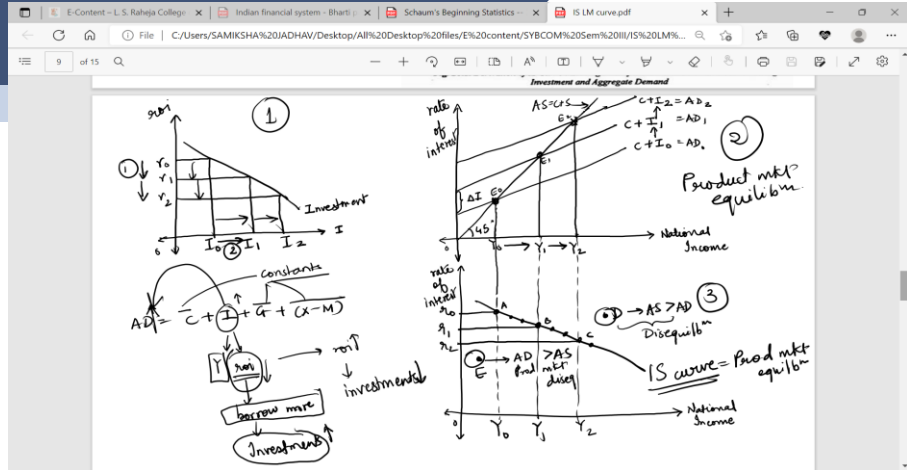 E-Content – L. S. Raheja College
Indian financial system - Bharti
Schaum's Beginning Statistics
IS LM curve.pdf
File | C:/Users/SAMIKSHA%20JADHAV/Desktop/All%20Desktop%20files/E%20content/SYBCOM%20Sem%20III/IS%20LM%...
9 of 15
Investment and Aggregate Demand
roi
1
r0
r1
r2
Investment
0
I0 I1 I2 I
2
constants
AD = C + I + G + (X-M)
Y roi
roi↑
investments↓
borrow more
Investment↑
rate of interest
AS=C+S
C+I2 = AD2
C+I1 = AD1
C+I0 = AD0
2
Product mkt equilibm.
E1
E0
ΔI
45°
0
Y0 → Y1 → Y2
National Income
rate of interest
r0
r1
r2
A
B
C
D → AS > AD
3
Disequilbm
E → AD > AS
Prod mkt diseq
IS curve = Prod mkt equilbm
0
Y0 Y1 Y2
National Income